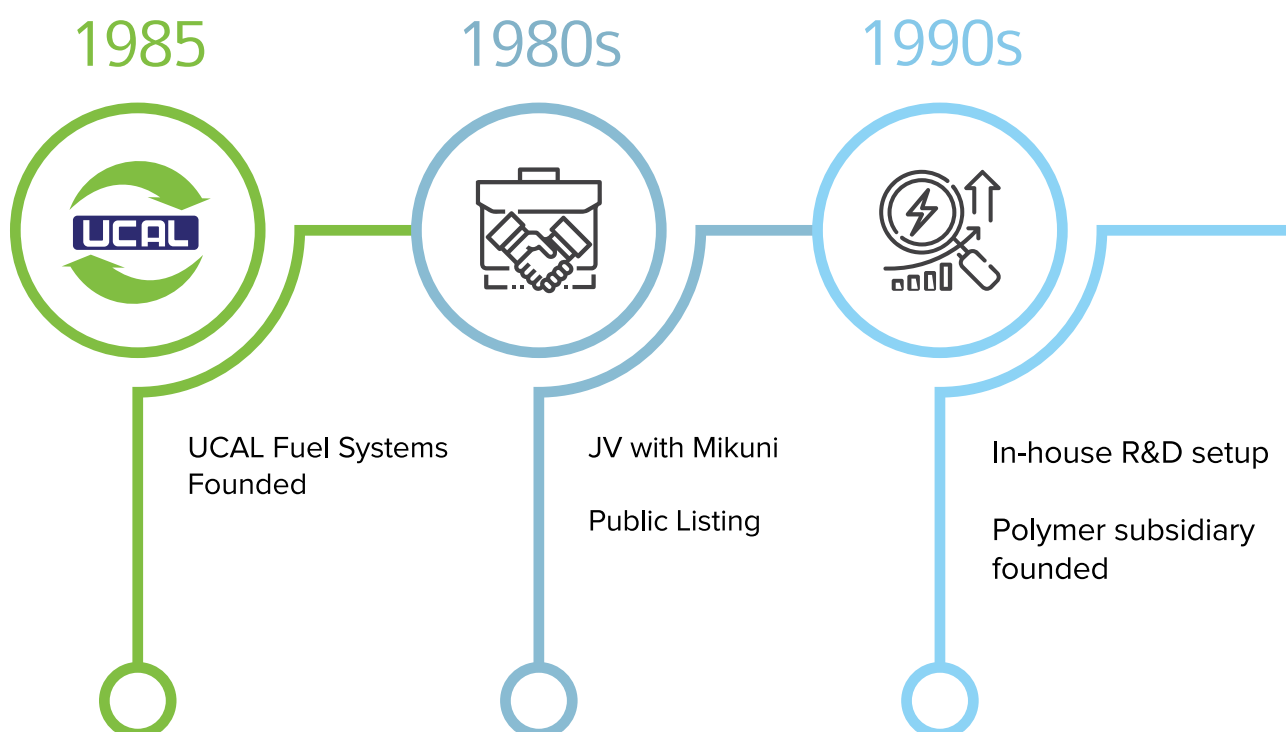 1985
UCAL
UCAL Fuel Systems
Founded
1980s
JV with Mikuni
Public Listing
1990s
In-house R&D setup
Polymer subsidiary
founded